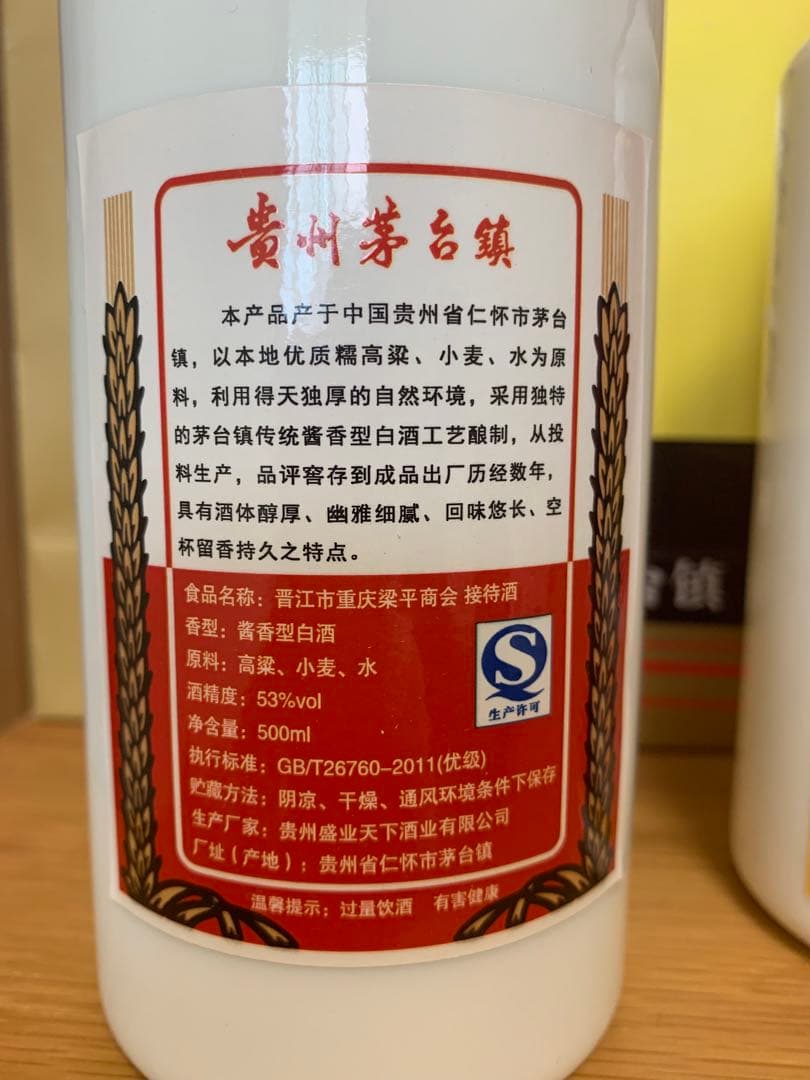 贵州茅台镇
本产品产于中国贵州省仁怀市茅台
镇，以本地优质糯高粱、小麦、水为原
料，利用得天独厚的自然环境，采用独特
的茅台镇传统酱香型白酒工艺酿制，从投
料生产，品评窖存到成品出厂历经数年，
具有酒体醇厚、幽雅细腻、回味悠长、空
杯留香持久之特点。
食品名称：晋江市重庆梁平商会 接待酒
香型：酱香型白酒
原料：高粱、小麦、水
酒精度：53%vol
净含量：500ml
执行标准：GB/T26760-2011(优级)
贮藏方法：阴凉、干燥、通风环境条件下保存
生产厂家：贵州盛业天下酒业有限公司
厂址（产地）：贵州省仁怀市茅台镇
生产许可
温馨提示：过量饮酒 有害健康
台镇